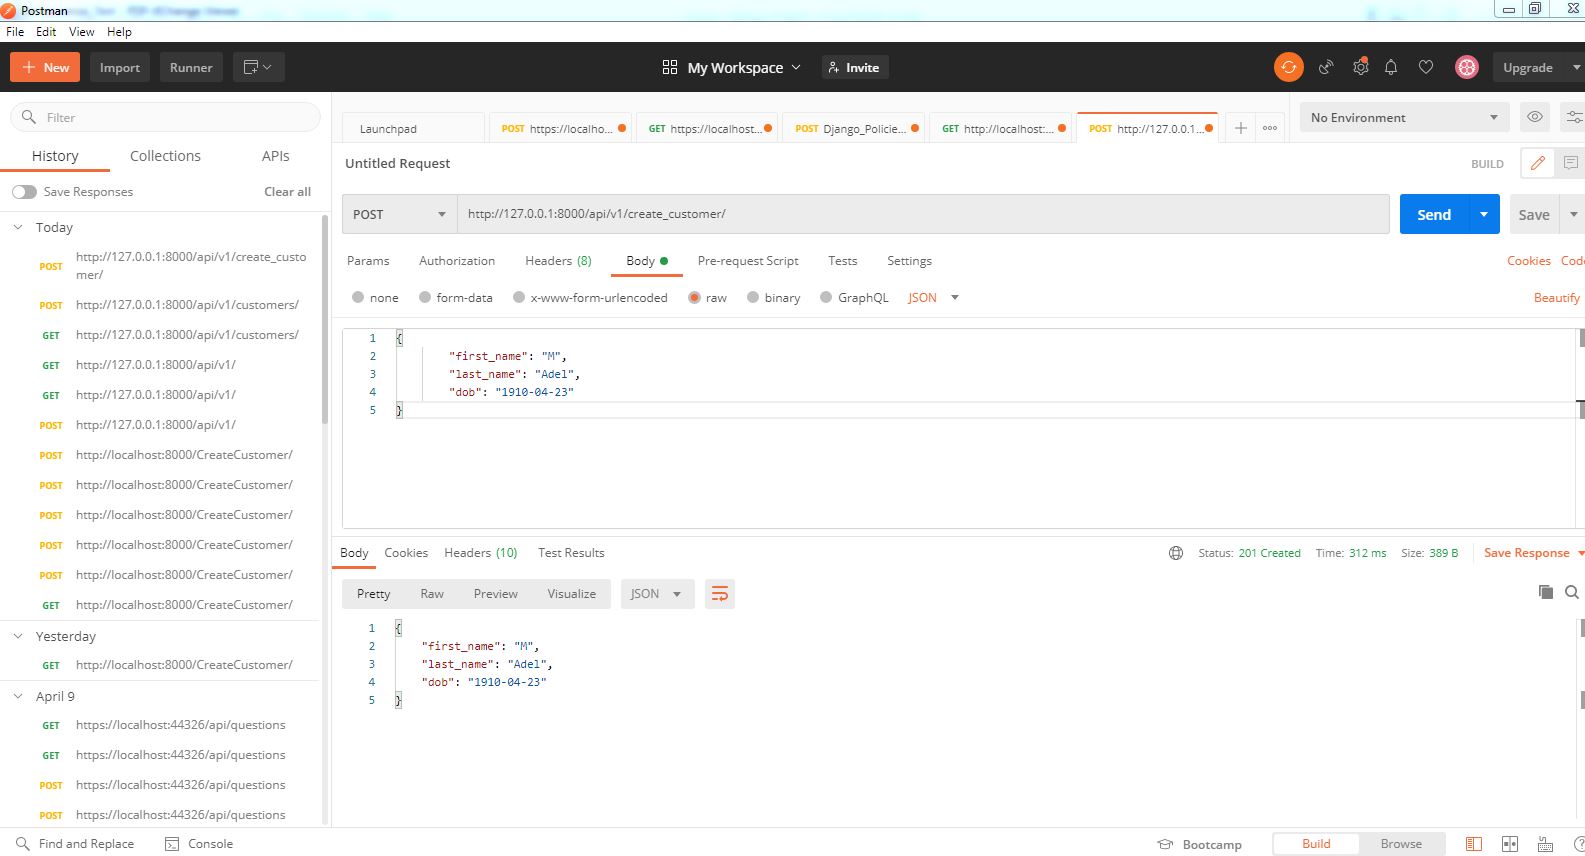 Postman
File Edit View Help
New Import Runner My Workspace Invite Upgrade
Filter
History Collections APIs
Save Responses Clear all
Today
POST http://127.0.0.1:8000/api/v1/create_custo
mer/
POST http://127.0.0.1:8000/api/v1/customers/
GET http://127.0.0.1:8000/api/v1/customers/
GET http://127.0.0.1:8000/api/v1/
GET http://127.0.0.1:8000/api/v1/
POST http://127.0.0.1:8000/api/v1/
POST http://localhost:8000/CreateCustomer/
POST http://localhost:8000/CreateCustomer/
POST http://localhost:8000/CreateCustomer/
POST http://localhost:8000/CreateCustomer/
POST http://localhost:8000/CreateCustomer/
GET http://localhost:8000/CreateCustomer/
Yesterday
GET http://localhost:8000/CreateCustomer/
April 9
GET https://localhost:44326/api/questions
GET https://localhost:44326/api/questions
POST https://localhost:44326/api/questions
POST https://localhost:44326/api/questions
Launchpad POST https://localho... GET https://localhost... POST Django_Policie... GET http://localhost:... POST http://127.0.0.1... No Environment
Untitled Request BUILD
POST http://127.0.0.1:8000/api/v1/create_customer/ Send Save
Params Authorization Headers (8) Body Pre-request Script Tests Settings Cookies Code
none form-data x-www-form-urlencoded raw binary GraphQL JSON Beautify
1 {
2 "first_name": "M",
3 "last_name": "Adel",
4 "dob": "1910-04-23"
5 }
Body Cookies Headers (10) Test Results Status: 201 Created Time: 312 ms Size: 389 B Save Response
Pretty Raw Preview Visualize JSON
1 {
2 "first_name": "M",
3 "last_name": "Adel",
4 "dob": "1910-04-23"
5 }
Find and Replace Console Bootcamp Build Browse